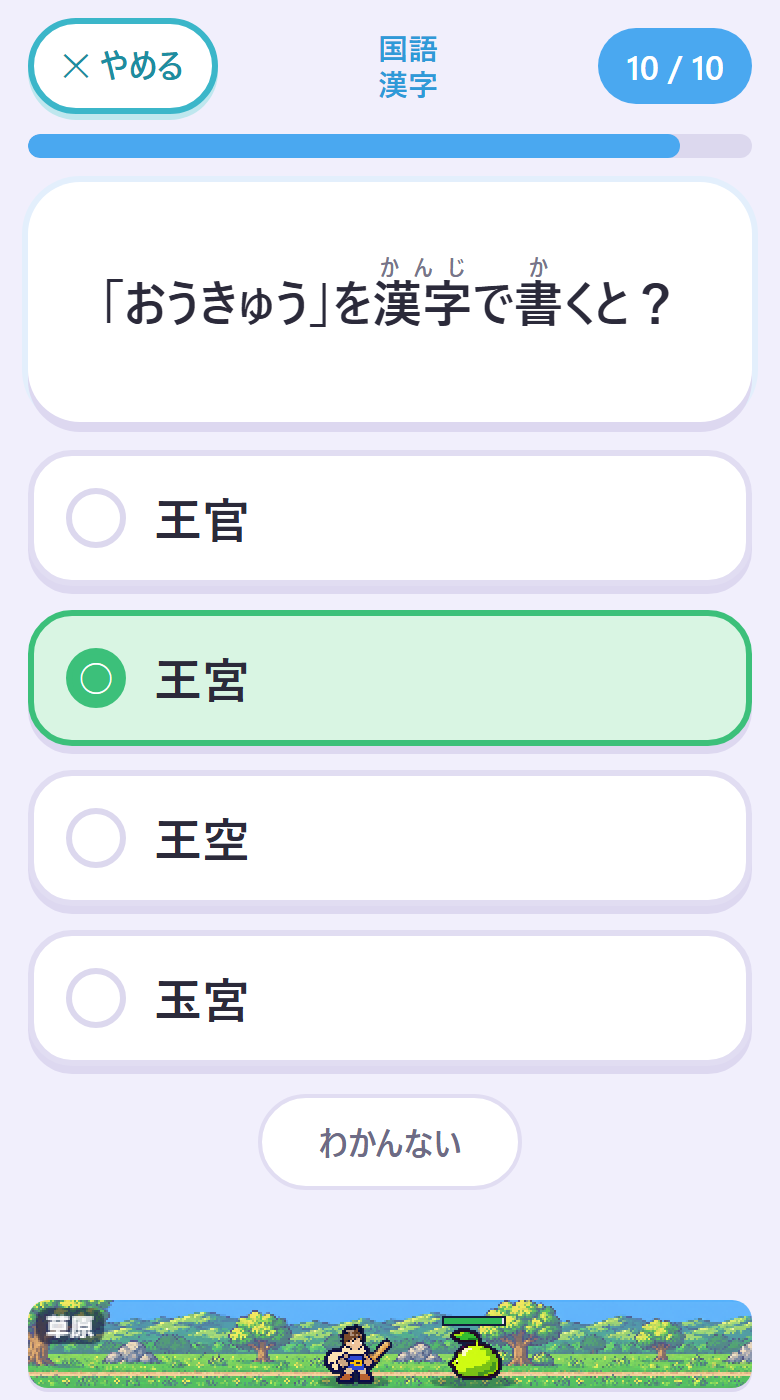 × やめる
国語
漢字
10 / 10
かんじ か
「おうきゅう」を漢字で書くと？
王官
王宮
王空
玉宮
わかんない
草原